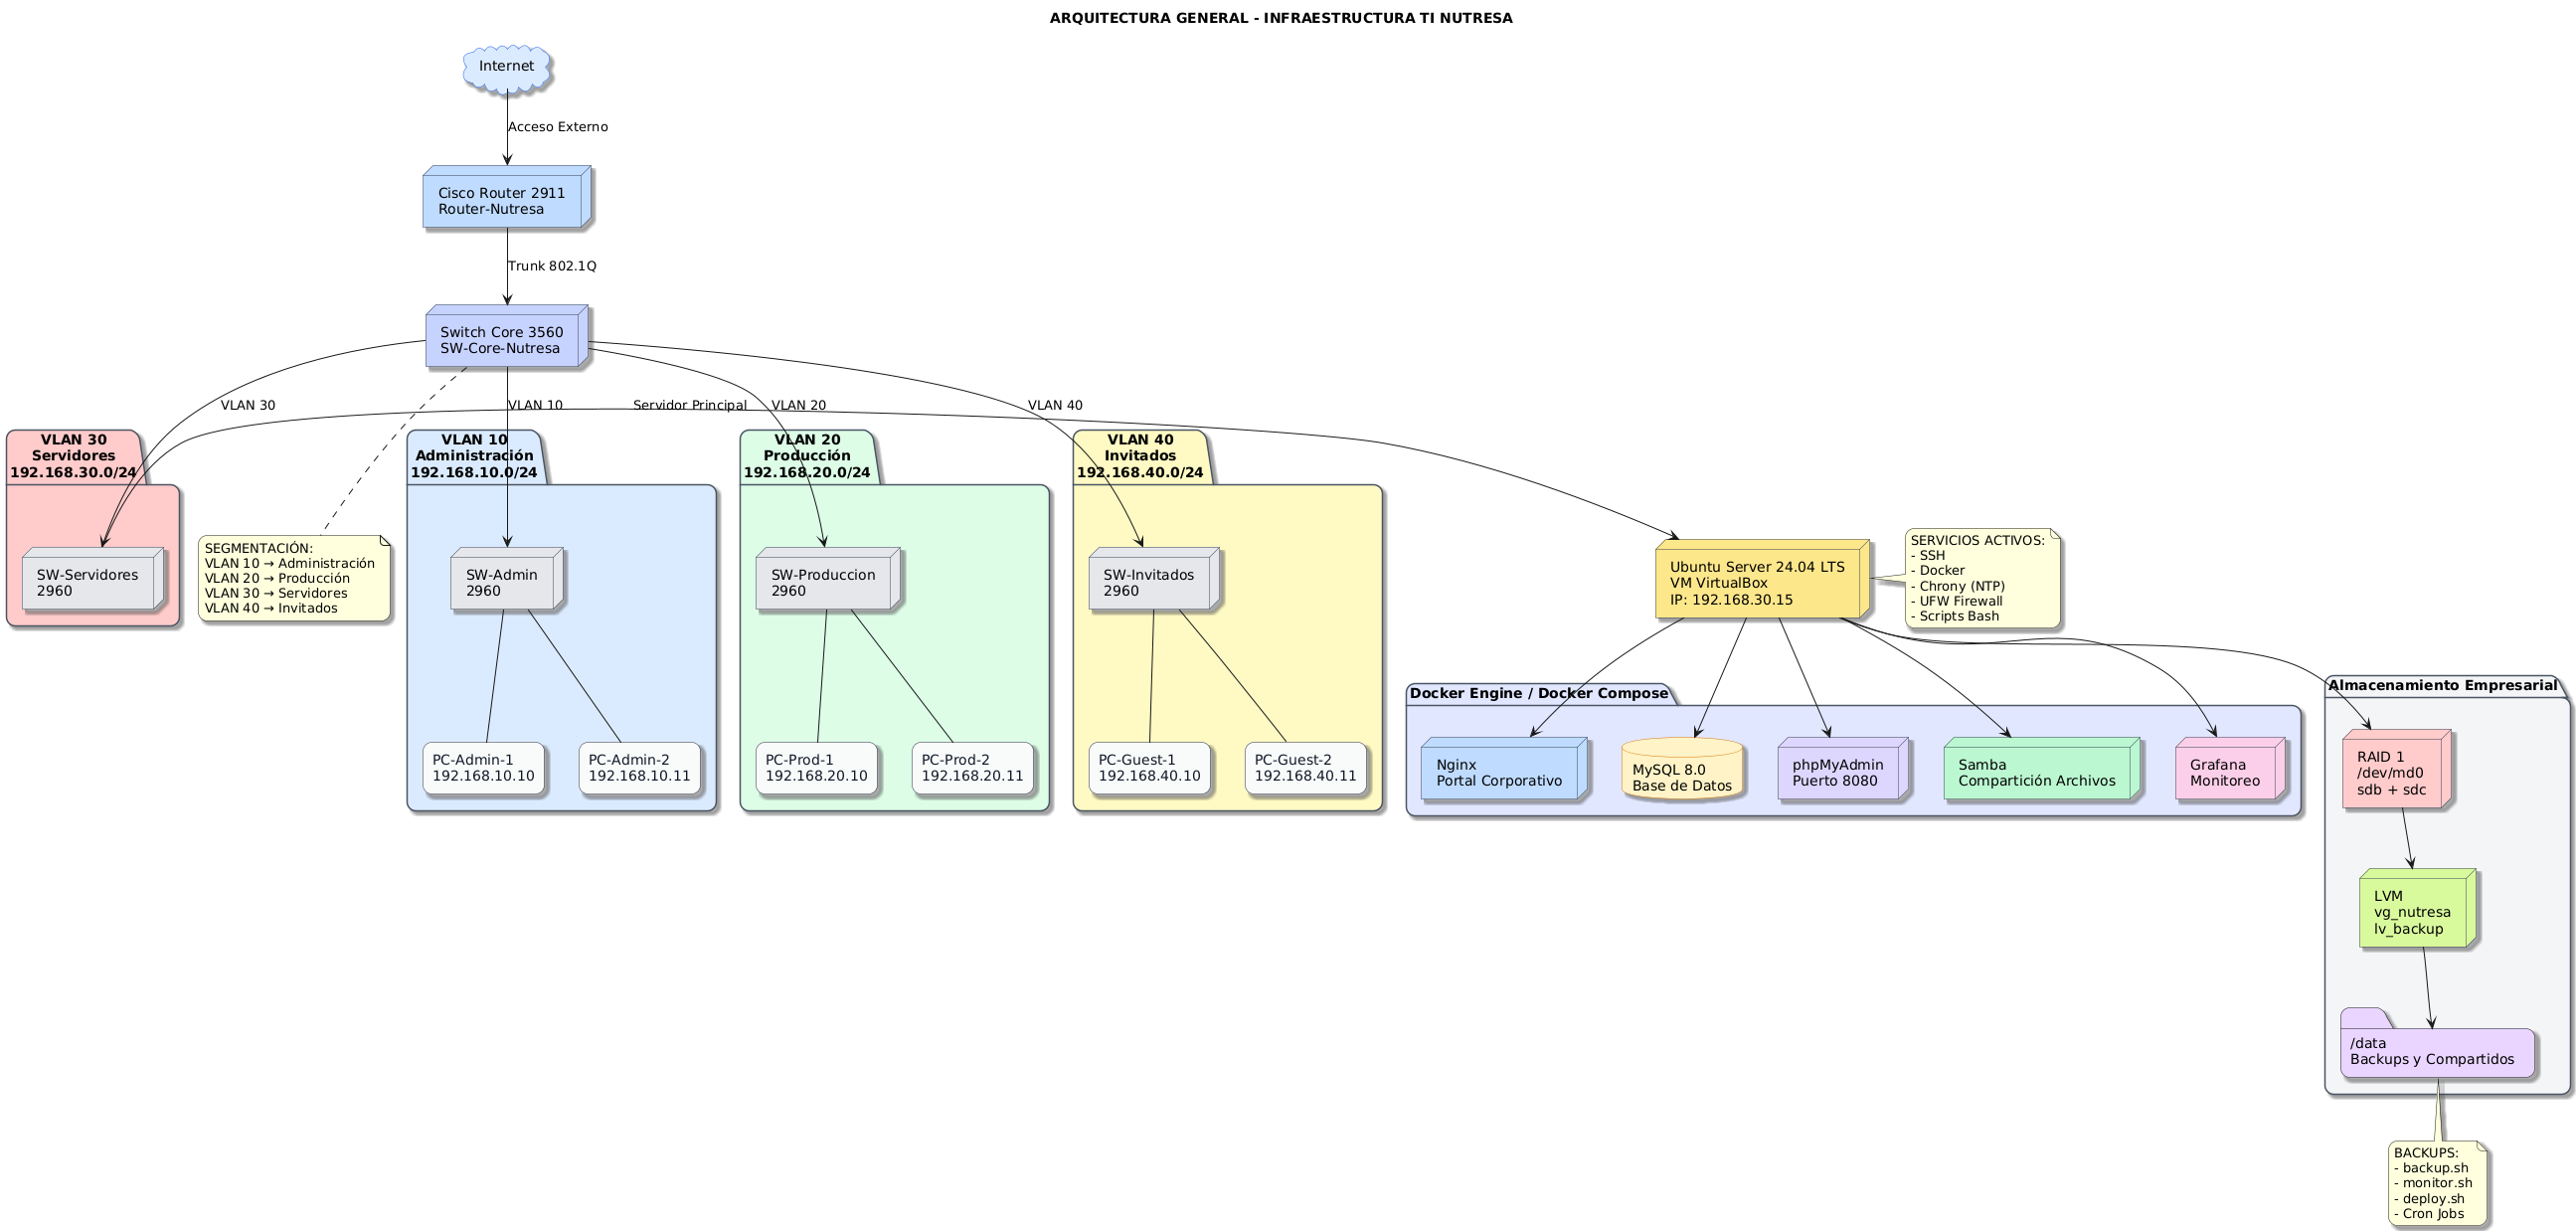 ARQUITECTURA GENERAL - INFRAESTRUCTURA TI NUTRESA
Internet
Acceso Externo
Cisco Router 2911
Router-Nutresa
Trunk 802.1Q
Switch Core 3560
SW-Core-Nutresa
VLAN 30
VLAN 10
Servidor Principal
VLAN 20
VLAN 40
VLAN 30
Servidores
192.168.30.0/24
SW-Servidores
2960
SEGMENTACIÓN:
VLAN 10 → Administración
VLAN 20 → Producción
VLAN 30 → Servidores
VLAN 40 → Invitados
VLAN 10
Administración
192.168.10.0/24
SW-Admin
2960
PC-Admin-1
192.168.10.10
PC-Admin-2
192.168.10.11
VLAN 20
Producción
192.168.20.0/24
SW-Produccion
2960
PC-Prod-1
192.168.20.10
PC-Prod-2
192.168.20.11
VLAN 40
Invitados
192.168.40.0/24
SW-Invitados
2960
PC-Guest-1
192.168.40.10
PC-Guest-2
192.168.40.11
Ubuntu Server 24.04 LTS
VM VirtualBox
IP: 192.168.30.15
SERVICIOS ACTIVOS:
- SSH
- Docker
- Chrony (NTP)
- UFW Firewall
- Scripts Bash
Docker Engine / Docker Compose
Nginx
Portal Corporativo
MySQL 8.0
Base de Datos
phpMyAdmin
Puerto 8080
Samba
Compartición Archivos
Grafana
Monitoreo
Almacenamiento Empresarial
RAID 1
/dev/md0
sdb + sdc
LVM
vg_nutresa
lv_backup
/data
Backups y Compartidos
BACKUPS:
- backup.sh
- monitor.sh
- deploy.sh
- Cron Jobs